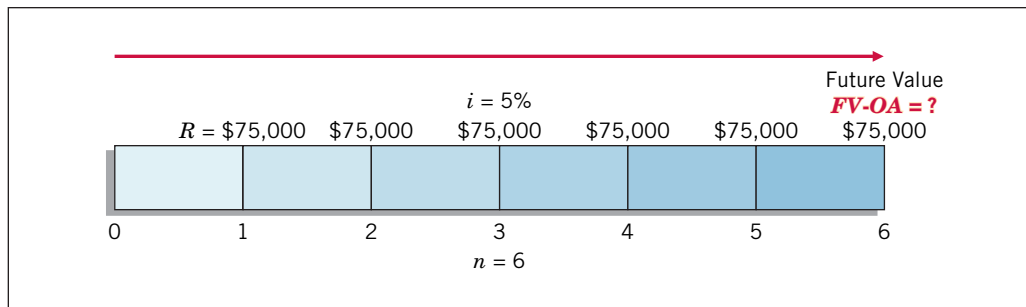 Future Value
i = 5%
FV-OA = ?
R = $75,000 $75,000 $75,000 $75,000 $75,000 $75,000
0 1 2 3 4 5 6
n = 6